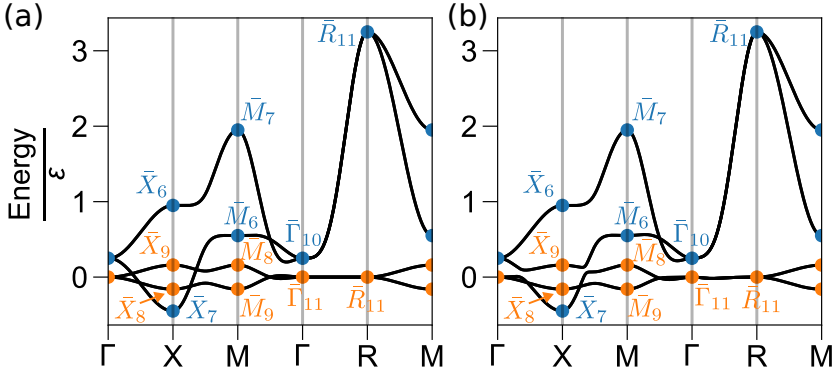 (a)
(b)
Energy
ε
3
2
1
0
X̄₆
X̄₉
X̄₈
X̄₇
M̄₇
M̄₆
M̄₈
M̄₉
Γ̄₁₀
Γ̄₁₁
R̄₁₁
R̄₁₁
Γ X M Γ R M
3
2
1
0
X̄₆
X̄₉
X̄₈
X̄₇
M̄₇
M̄₆
M̄₈
M̄₉
Γ̄₁₀
Γ̄₁₁
R̄₁₁
R̄₁₁
Γ X M Γ R M